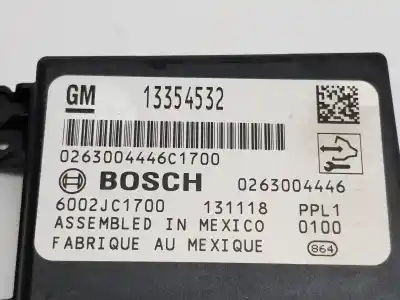 GM 13354532
0263004446C1700
BOSCH 0263004446
6002JC1700 131118 PPL1
ASSEMBLED IN MEXICO 0100
FABRIQUE AU MEXIQUE 864